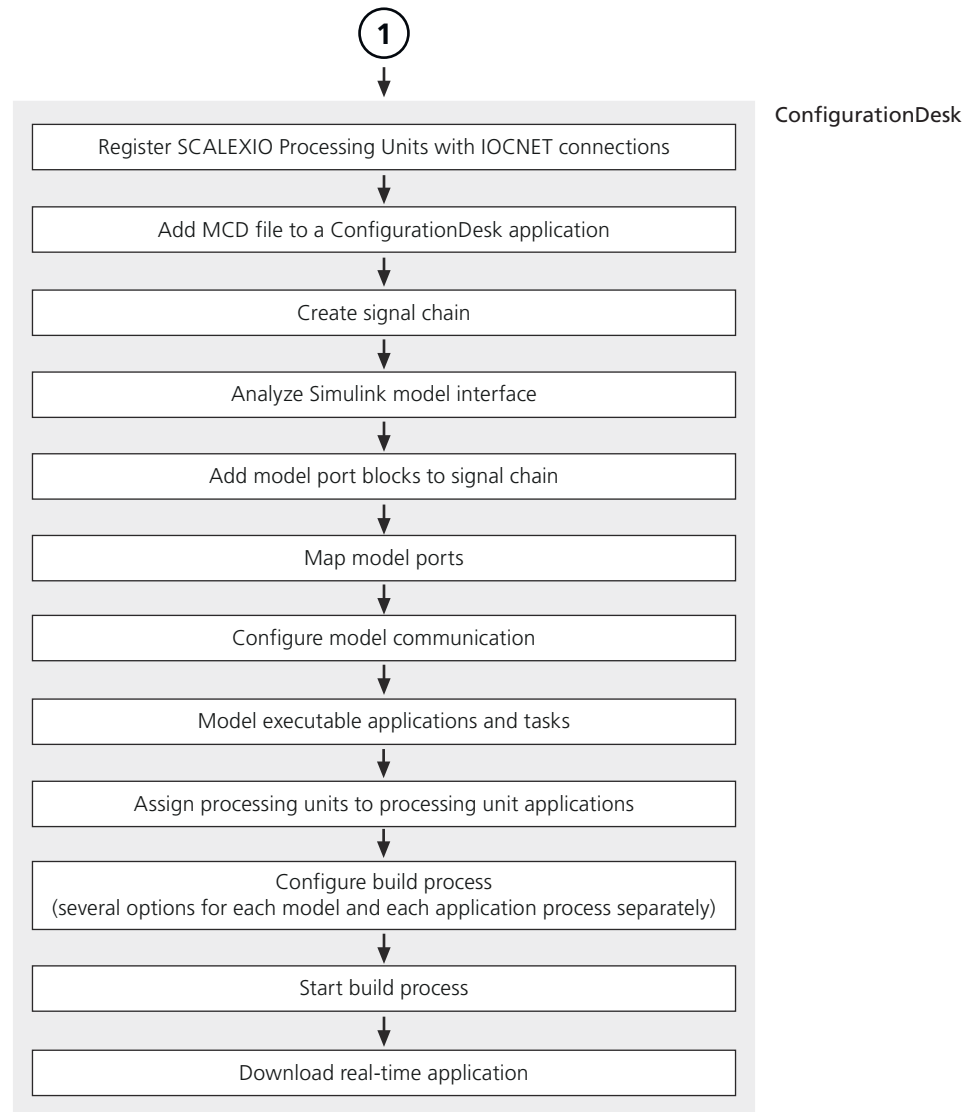 1
ConfigurationDesk
Register SCALEXIO Processing Units with IOCNET connections
Add MCD file to a ConfigurationDesk application
Create signal chain
Analyze Simulink model interface
Add model port blocks to signal chain
Map model ports
Configure model communication
Model executable applications and tasks
Assign processing units to processing unit applications
Configure build process
(several options for each model and each application process separately)
Start build process
Download real-time application